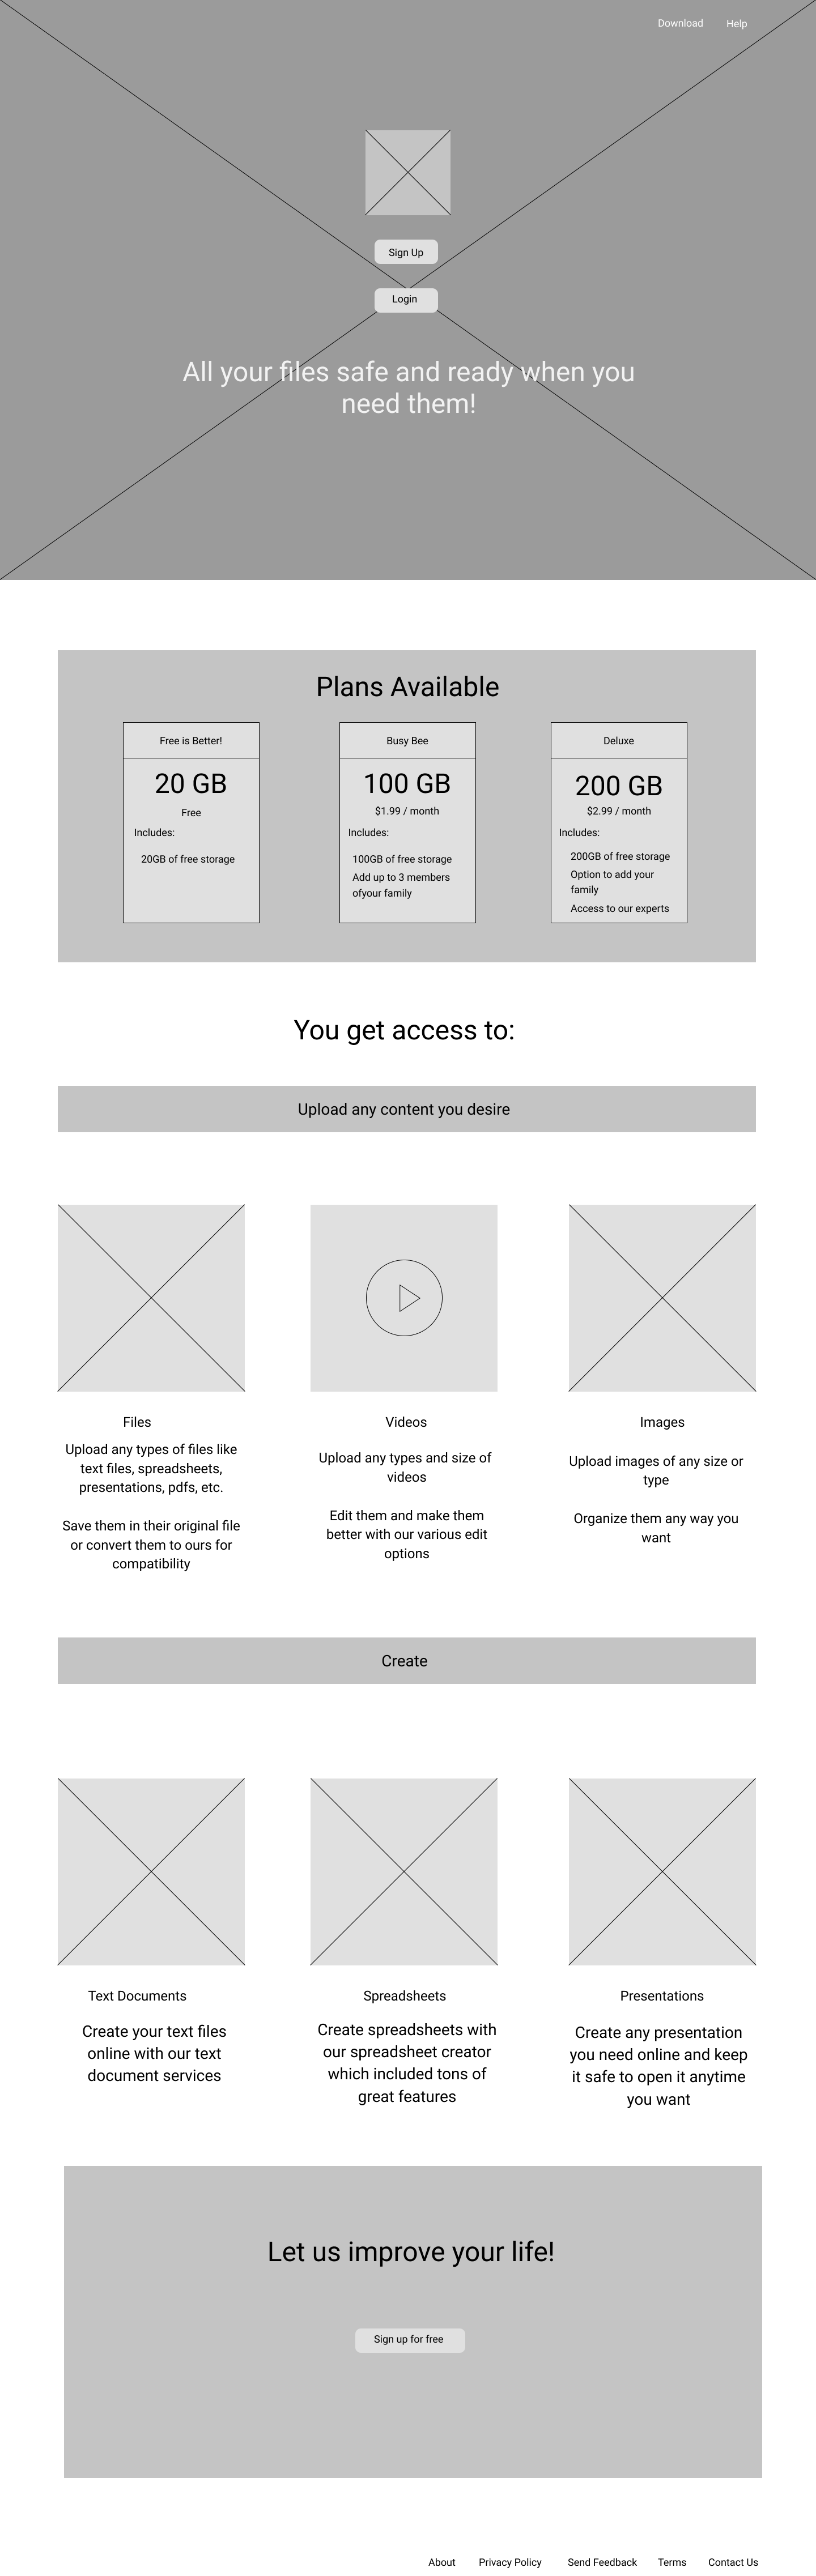 Download
Help
Sign Up
Login
All your files safe and ready when you
need them!
Plans Available
Free is Better!
20 GB
Free
Includes:
20GB of free storage
Busy Bee
100 GB
$1.99 / month
Includes:
100GB of free storage
Add up to 3 members
ofyour family
Deluxe
200 GB
$2.99 / month
Includes:
200GB of free storage
Option to add your
family
Access to our experts
You get access to:
Upload any content you desire
Files
Upload any types of files like
text files, spreadsheets,
presentations, pdfs, etc.
Save them in their original file
or convert them to ours for
compatibility
Videos
Upload any types and size of
videos
Edit them and make them
better with our various edit
options
Images
Upload images of any size or
type
Organize them any way you
want
Create
Text Documents
Create your text files
online with our text
document services
Spreadsheets
Create spreadsheets with
our spreadsheet creator
which included tons of
great features
Presentations
Create any presentation
you need online and keep
it safe to open it anytime
you want
Let us improve your life!
Sign up for free
About
Privacy Policy
Send Feedback
Terms
Contact Us